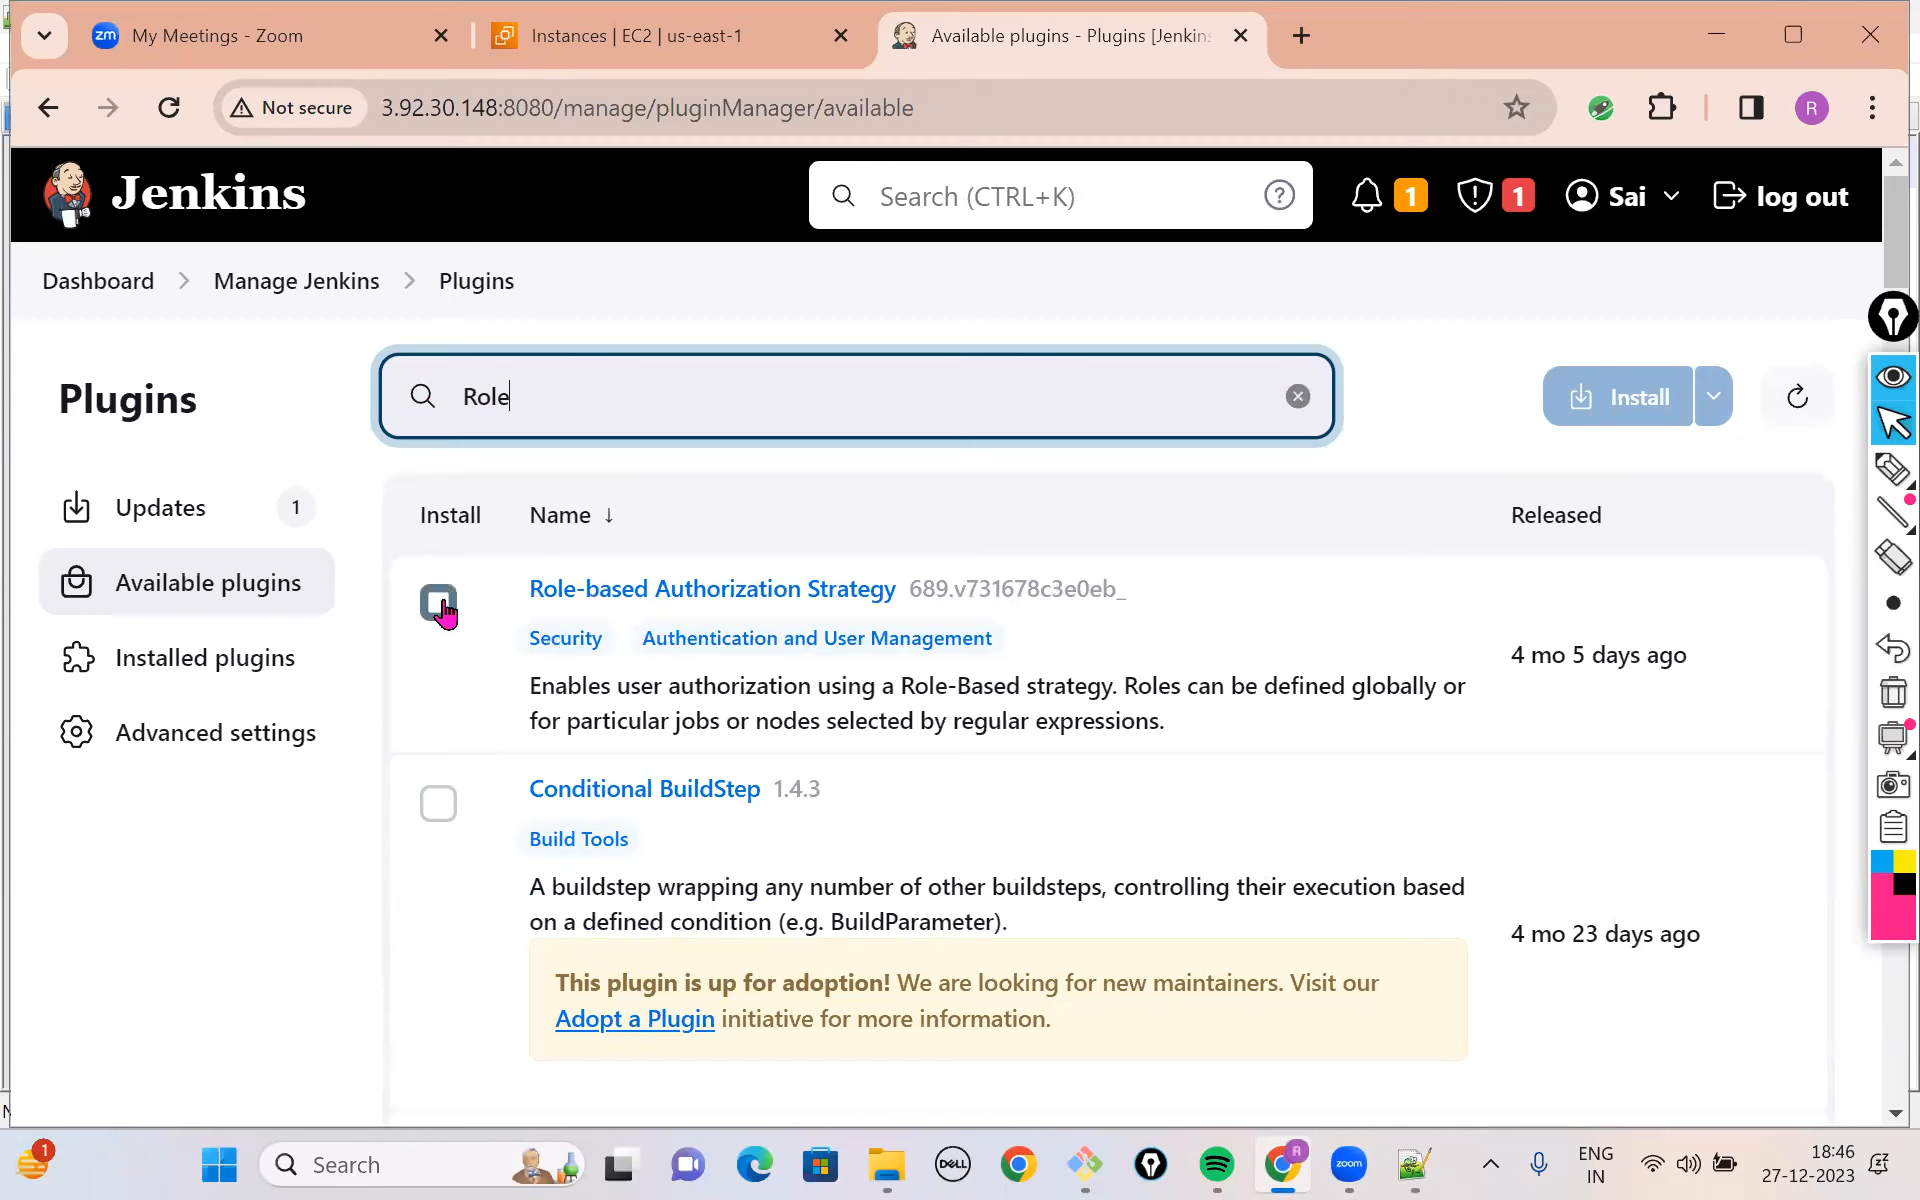 zm My Meetings - Zoom
Instances | EC2 | us-east-1
Available plugins - Plugins [Jenkins
Not secure 3.92.30.148:8080/manage/pluginManager/available
R
Jenkins
Search (CTRL+K)
1
1
Sai
log out
Dashboard
Manage Jenkins
Plugins
Plugins
Role
Install
Updates
1
Available plugins
Installed plugins
Advanced settings
Install
Name ↓
Released
Role-based Authorization Strategy 689.v731678c3e0eb_
Security Authentication and User Management
Enables user authorization using a Role-Based strategy. Roles can be defined globally or
for particular jobs or nodes selected by regular expressions.
4 mo 5 days ago
Conditional BuildStep 1.4.3
Build Tools
A buildstep wrapping any number of other buildsteps, controlling their execution based
on a defined condition (e.g. BuildParameter).
4 mo 23 days ago
This plugin is up for adoption! We are looking for new maintainers. Visit our
Adopt a Plugin initiative for more information.
1
Search
DELL
R
zoom
ENG
IN
18:46
27-12-2023